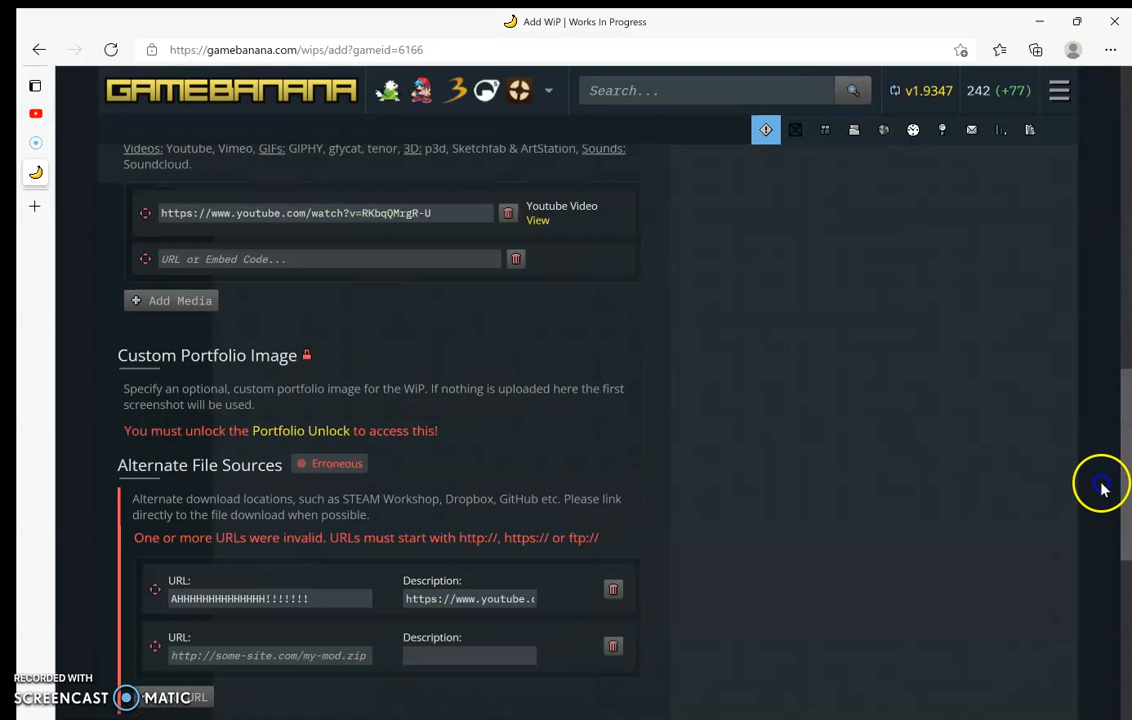 Add WiP | Works In Progress
https://gamebanana.com/wips/add?gameid=6166
GAMEBANANA
Search...
v1.9347
242 (+77)
Videos: Youtube, Vimeo, GIFs: GIPHY, gfycat, tenor, 3D: p3d, Sketchfab & ArtStation, Sounds:
Soundcloud.
https://www.youtube.com/watch?v=RKbqQMrgR-U
Youtube Video
View
URL or Embed Code...
Add Media
Custom Portfolio Image
Specify an optional, custom portfolio image for the WiP. If nothing is uploaded here the first
screenshot will be used.
You must unlock the Portfolio Unlock to access this!
Alternate File Sources
Erroneous
Alternate download locations, such as STEAM Workshop, Dropbox, GitHub etc. Please link
directly to the file download when possible.
One or more URLs were invalid. URLs must start with http://, https:// or ftp://
URL:
Description:
AHHHHHHHHHHHHHH!!!!!!!
https://www.youtube.c
URL:
Description:
http://some-site.com/my-mod.zip
URL
RECORDED WITH
SCREENCAST MATIC